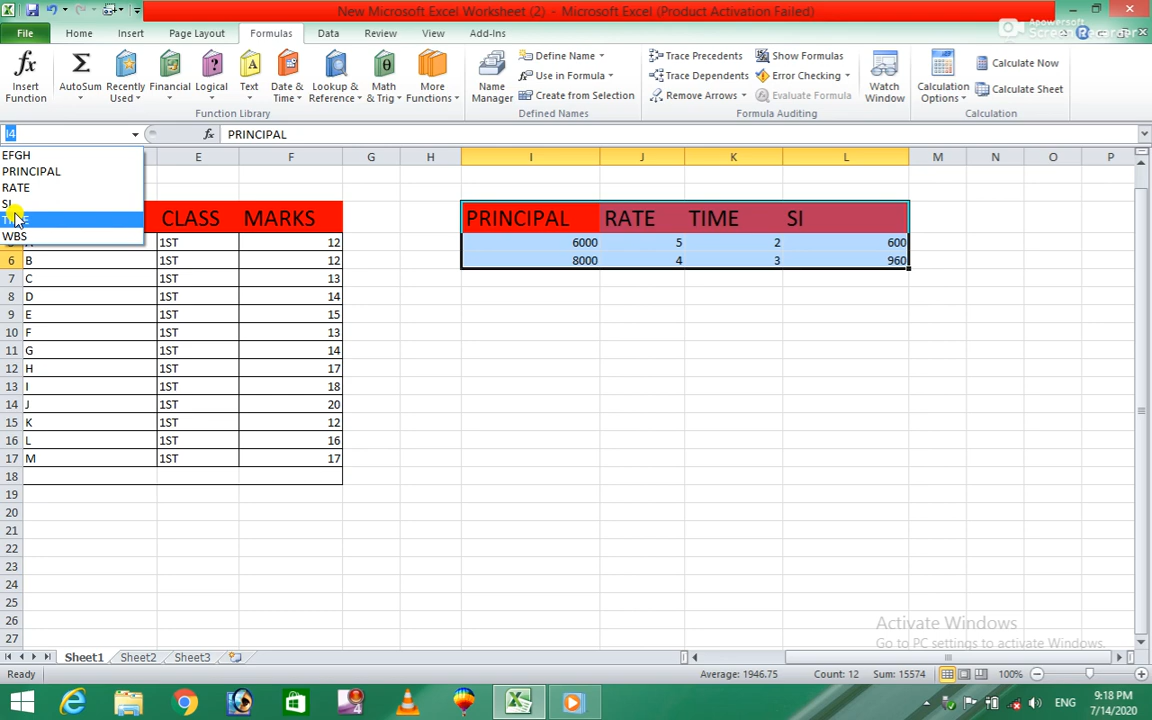 New Microsoft Excel Worksheet (2) - Microsoft Excel (Product Activation Failed)
File Home Insert Page Layout Formulas Data Review View Add-Ins
Apowersoft
Screen Recorder
Insert Function
AutoSum
Recently Used
Financial
Logical
Text
Date & Time
Lookup & Reference
Math & Trig
More Functions
Function Library
Name Manager
Define Name
Use in Formula
Create from Selection
Defined Names
Trace Precedents
Trace Dependents
Remove Arrows
Show Formulas
Error Checking
Evaluate Formula
Formula Auditing
Watch Window
Calculation Options
Calculate Now
Calculate Sheet
Calculation
I4 fx PRINCIPAL
EFGH
PRINCIPAL
RATE
SI
TIME
WBS
E F G H I J K L M N O P
CLASS MARKS PRINCIPAL RATE TIME SI
1ST 12 6000 5 2 600
6 B 1ST 12 8000 4 3 960
7 C 1ST 13
8 D 1ST 14
9 E 1ST 15
10 F 1ST 13
11 G 1ST 14
12 H 1ST 17
13 I 1ST 18
14 J 1ST 20
15 K 1ST 12
16 L 1ST 16
17 M 1ST 17
18
19
20
21
22
23
24
25
26
27
Activate Windows
Go to PC settings to activate Windows.
Sheet1 Sheet2 Sheet3
Ready Average: 1946.75 Count: 12 Sum: 15574 100%
ENG
9:18 PM
7/14/2020